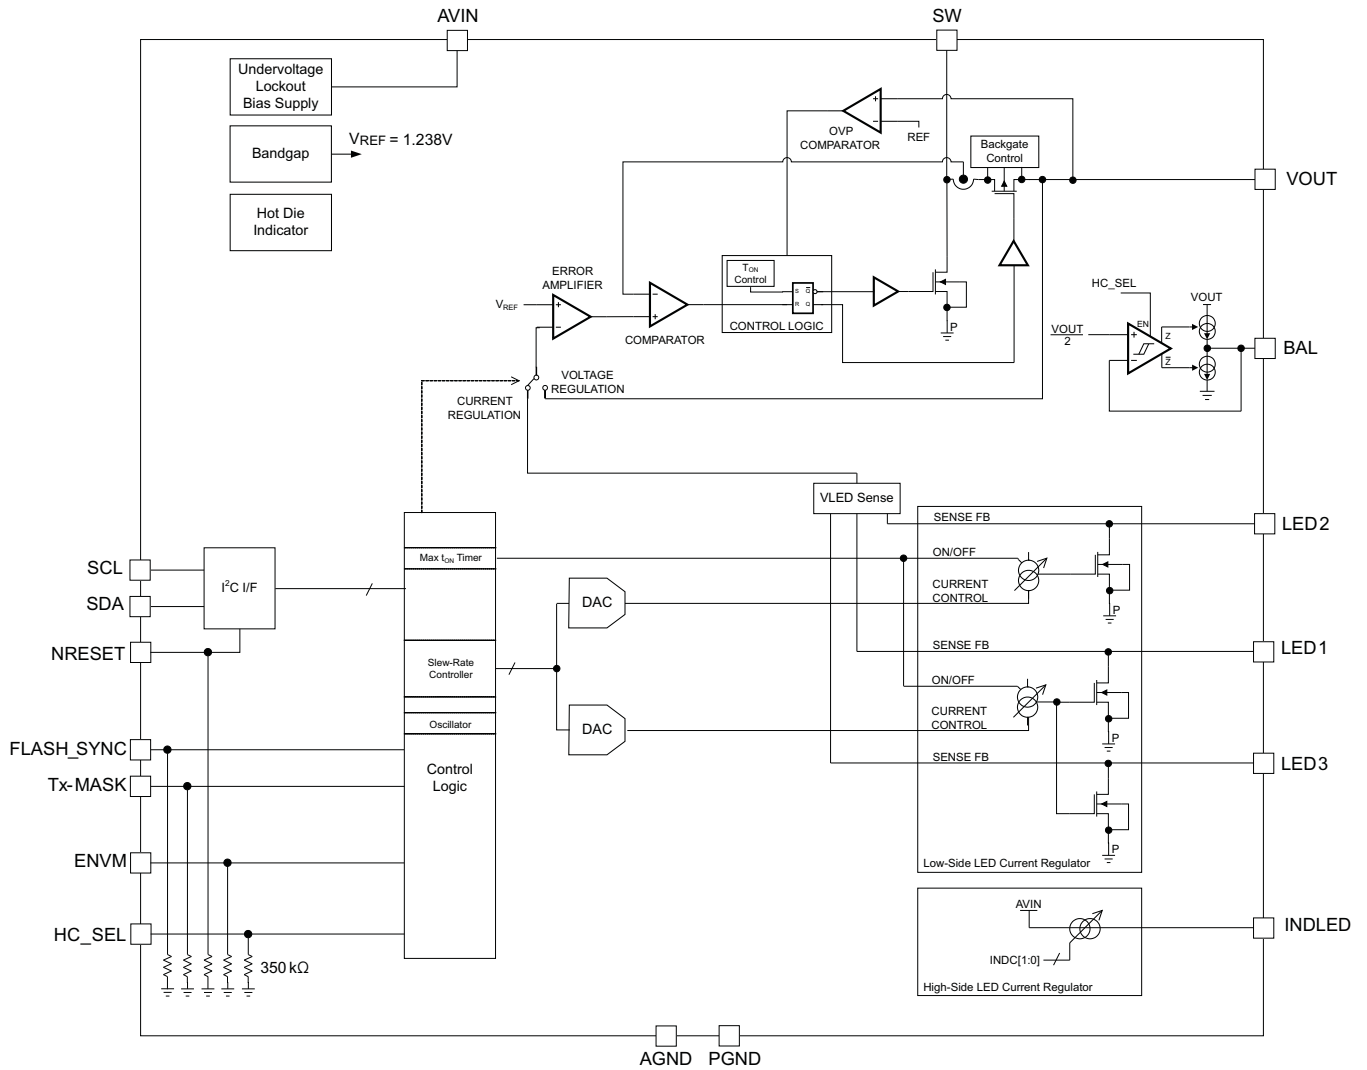 AVIN
SW
Undervoltage
Lockout
Bias Supply
VREF = 1.238V
Bandgap
Hot Die
Indicator
OVP
COMPARATOR
REF
Backgate
Control
VOUT
ERROR
AMPLIFIER
VREF
COMPARATOR
TON
Control
S
Q
R
Q
CONTROL LOGIC
P
HC_SEL
VOUT
EN
VOUT
2
Z
Z
BAL
VOLTAGE
REGULATION
CURRENT
REGULATION
VLED Sense
SENSE FB
LED2
ON/OFF
CURRENT
CONTROL
P
SENSE FB
LED1
ON/OFF
CURRENT
CONTROL
P
SENSE FB
LED3
P
Low-Side LED Current Regulator
Max tON Timer
SCL
SDA
I2C I/F
NRESET
DAC
Slew-Rate
Controller
DAC
Oscillator
FLASH_SYNC
Tx-MASK
Control
Logic
ENVM
HC_SEL
350 kΩ
AVIN
INDC[1:0]
INDLED
High-Side LED Current Regulator
AGND
PGND